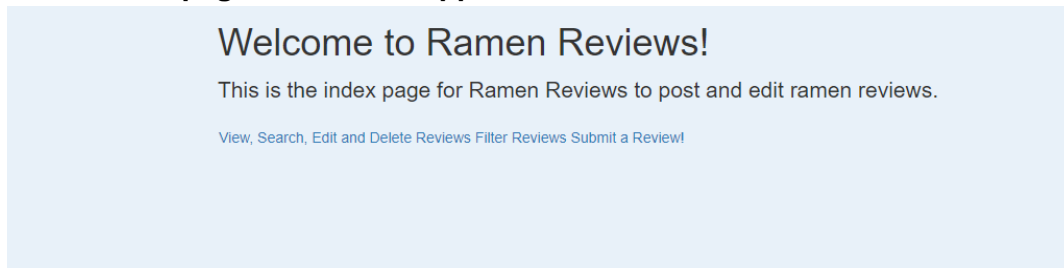 Welcome to Ramen Reviews!
This is the index page for Ramen Reviews to post and edit ramen reviews.
View, Search, Edit and Delete Reviews Filter Reviews Submit a Review!